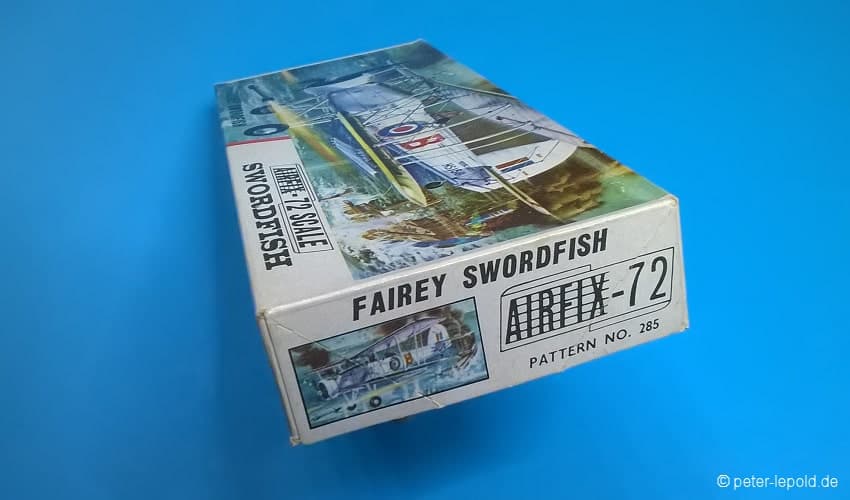 AIRFIX-72 SCALE
SWORDFISH
FAIREY SWORDFISH
AIRFIX-72
PATTERN NO. 285
© peter-lepold.de